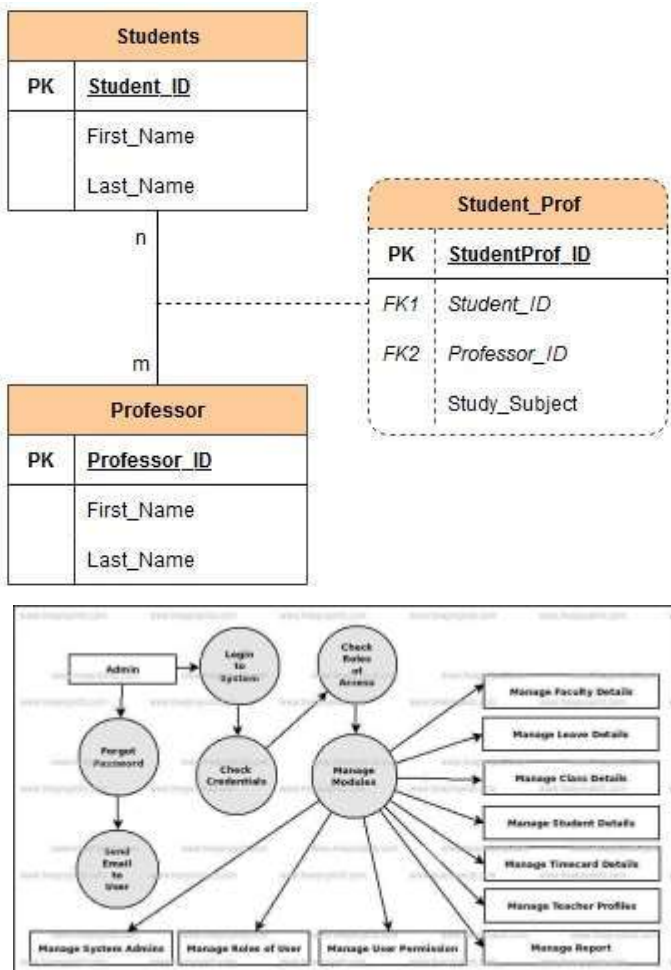 Students
PK Student_ID
First_Name
Last_Name
n
Student_Prof
PK StudentProf_ID
FK1 Student_ID
FK2 Professor_ID
Study_Subject
m
Professor
PK Professor_ID
First_Name
Last_Name
Admin
Login
to
System
Check
Roles
of
Access
Forgot
Password
Check
Credentials
Manage
Modules
Send
Email
to
User
Manage Faculty Details
Manage Leave Details
Manage Class Details
Manage Student Details
Manage Timecard Details
Manage Teacher Profiles
Manage Report
Manage System Admins
Manage Roles of User
Manage User Permission